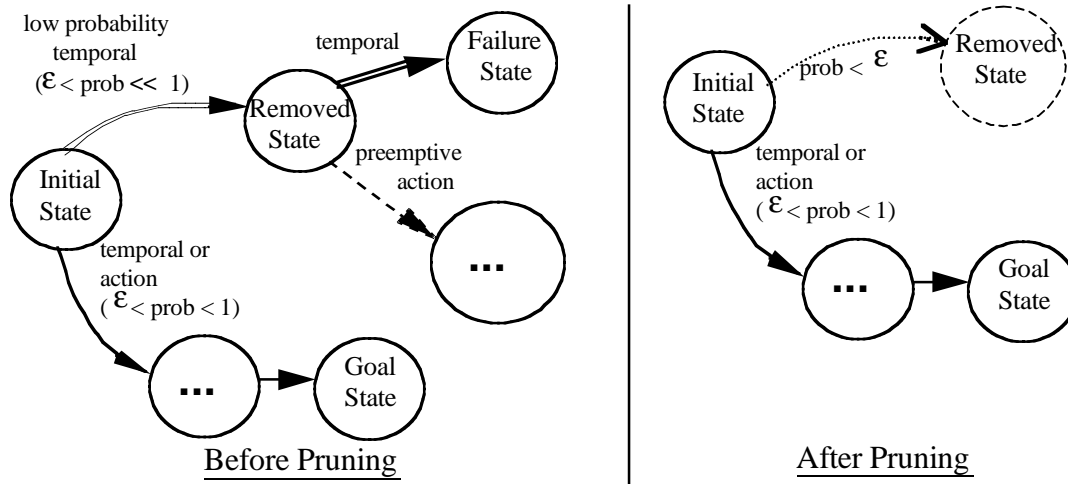 low probability
temporal
(ε < prob << 1)
temporal
Failure
State
Removed
State
preemptive
action
Initial
State
...
temporal or
action
(ε < prob < 1)
...
Goal
State
Before Pruning
Initial
State
prob < ε
Removed
State
temporal or
action
(ε < prob < 1)
...
Goal
State
After Pruning